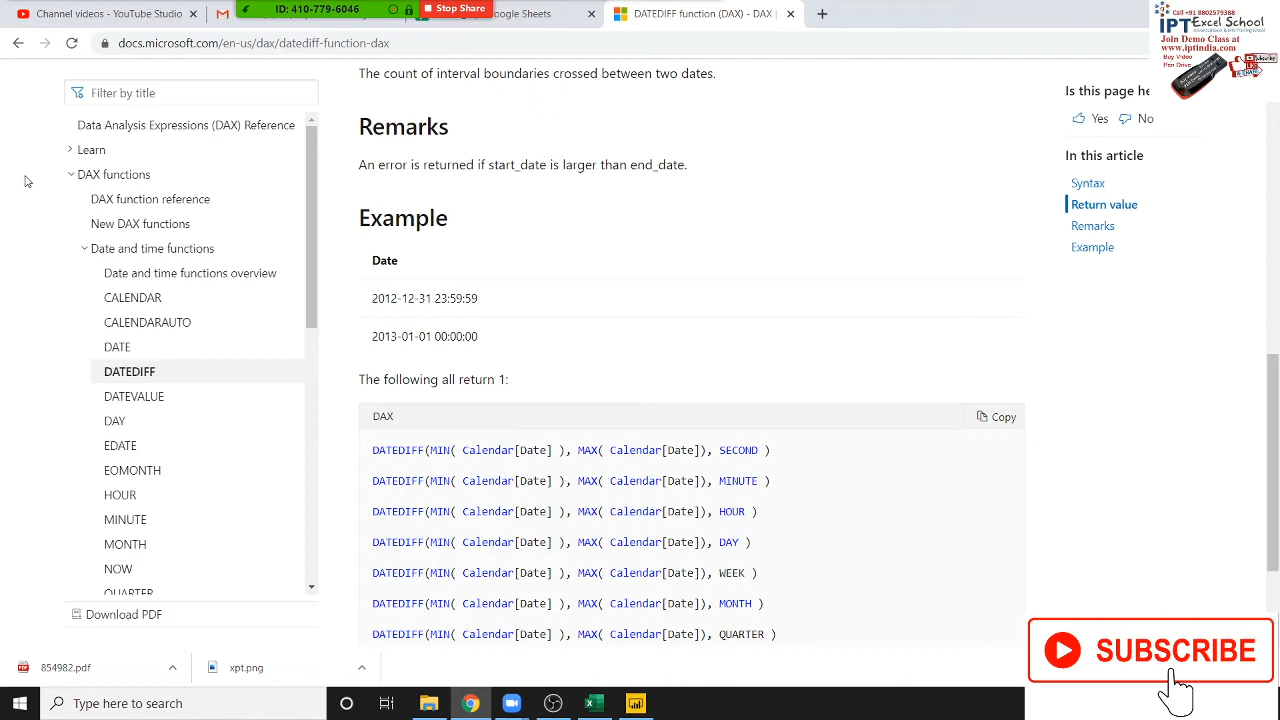 Channel videos - YouTube
ID: 410-779-6046
Stop Share
Google Sheets
DATEDIFF function (DAX) - DAX |
docs.microsoft.com/en-us/dax/datediff-function-dax
Call +91 8802579388
IPT Excel School
Join Demo Class at
www.iptindia.com
Buy Video
Pen Drive
Filter by title
Data Analysis Expressions (DAX) Reference
Learn
DAX functions
DAX function reference
New DAX functions
Date and time functions
Date and time functions overview
CALENDAR
CALENDARAUTO
DATE
DATEDIFF
DATEVALUE
DAY
EDATE
EOMONTH
HOUR
MINUTE
MONTH
NOW
QUARTER
Download PDF
The count of interval boundaries crossed between two dates.
Remarks
An error is returned if start_date is larger than end_date.
Example
Date
2012-12-31 23:59:59
2013-01-01 00:00:00
The following all return 1:
DAX
Copy
DATEDIFF(MIN( Calendar[Date] ), MAX( Calendar[Date]), SECOND )
DATEDIFF(MIN( Calendar[Date] ), MAX( Calendar[Date]), MINUTE )
DATEDIFF(MIN( Calendar[Date] ), MAX( Calendar[Date]), HOUR )
DATEDIFF(MIN( Calendar[Date] ), MAX( Calendar[Date]), DAY )
DATEDIFF(MIN( Calendar[Date] ), MAX( Calendar[Date]), WEEK )
DATEDIFF(MIN( Calendar[Date] ), MAX( Calendar[Date]), MONTH )
DATEDIFF(MIN( Calendar[Date] ), MAX( Calendar[Date]), QUARTER )
Is this page he
Yes
No
In this article
Syntax
Return value
Remarks
Example
SUBSCRIBE
854982.pdf
xpt.png
Type here to search